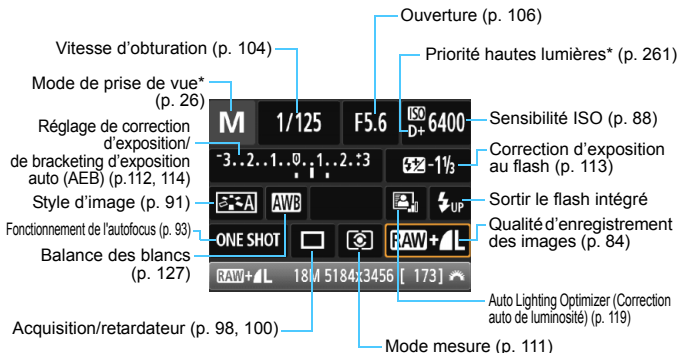 Ouverture (p. 106)
Vitesse d'obturation (p. 104)
Priorité hautes lumières* (p. 261)
Mode de prise de vue*
(p. 26)
M 1/125 F5.6 ISO D+ 6400
Sensibilité ISO (p. 88)
Réglage de correction
d'exposition/
de bracketing d'exposition
auto (AEB) (p.112, 114)
-3..2..1..0..1..2.:3
-1⅓
Correction d'exposition
au flash (p. 113)
Style d'image (p. 91)
A AWB
UP
Sortir le flash intégré
Fonctionnement de l'autofocus (p. 93)
ONE SHOT
RAW+L
Qualité d'enregistrement
des images (p. 84)
Balance des blancs
(p. 127)
RAW+L 18M 5184x3456 [ 173]
Auto Lighting Optimizer (Correction
auto de luminosité) (p. 119)
Acquisition/retardateur (p. 98, 100)
Mode mesure (p. 111)